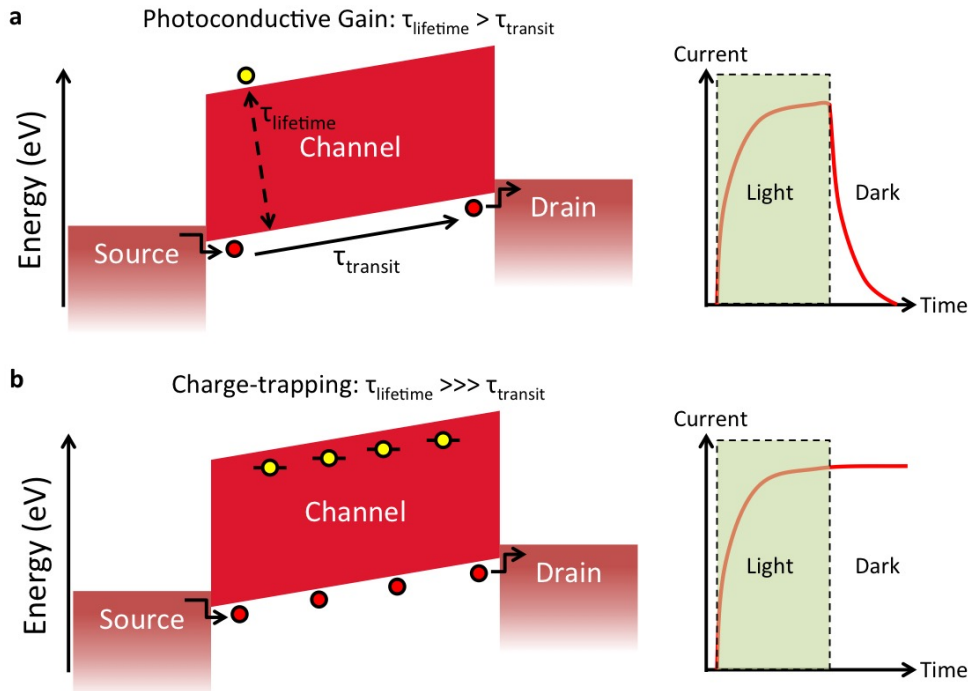 a
Photoconductive Gain: τlifetime > τtransit
Energy (eV)
τlifetime
Channel
Source
Drain
τtransit
Current
Light
Dark
Time
b
Charge-trapping: τlifetime >>> τtransit
Energy (eV)
Channel
Source
Drain
Current
Light
Dark
Time